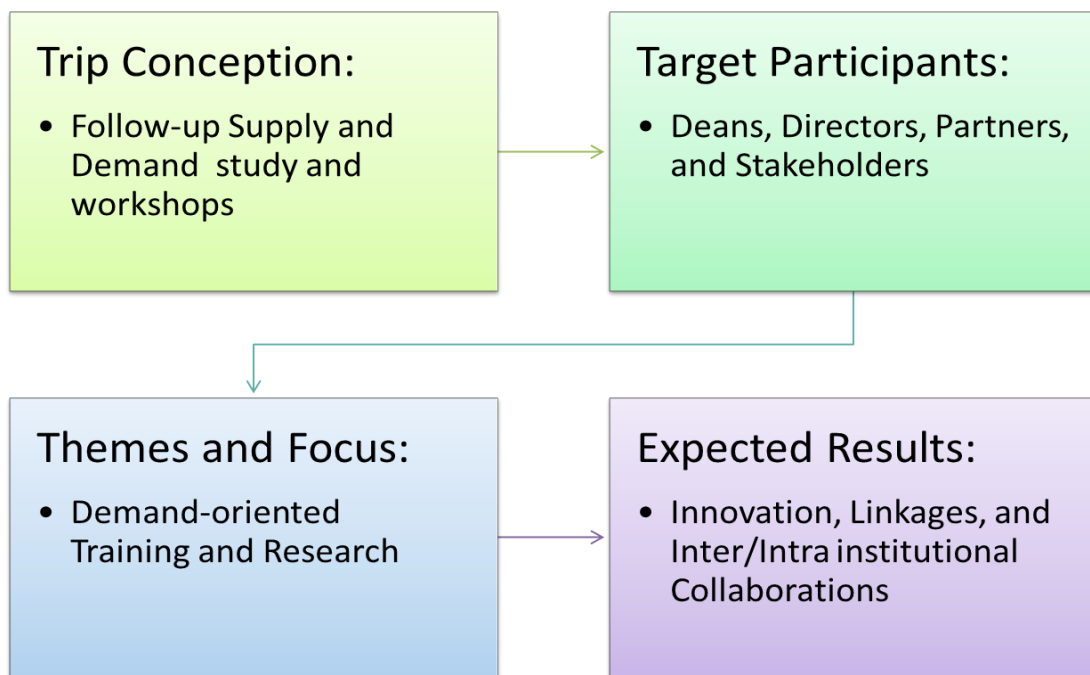 Trip Conception:
• Follow-up Supply and
Demand  study and
workshops
Target Participants:
• Deans, Directors, Partners,
and Stakeholders
Themes and Focus:
• Demand-oriented
Training and Research
Expected Results:
• Innovation, Linkages, and
Inter/Intra institutional
Collaborations